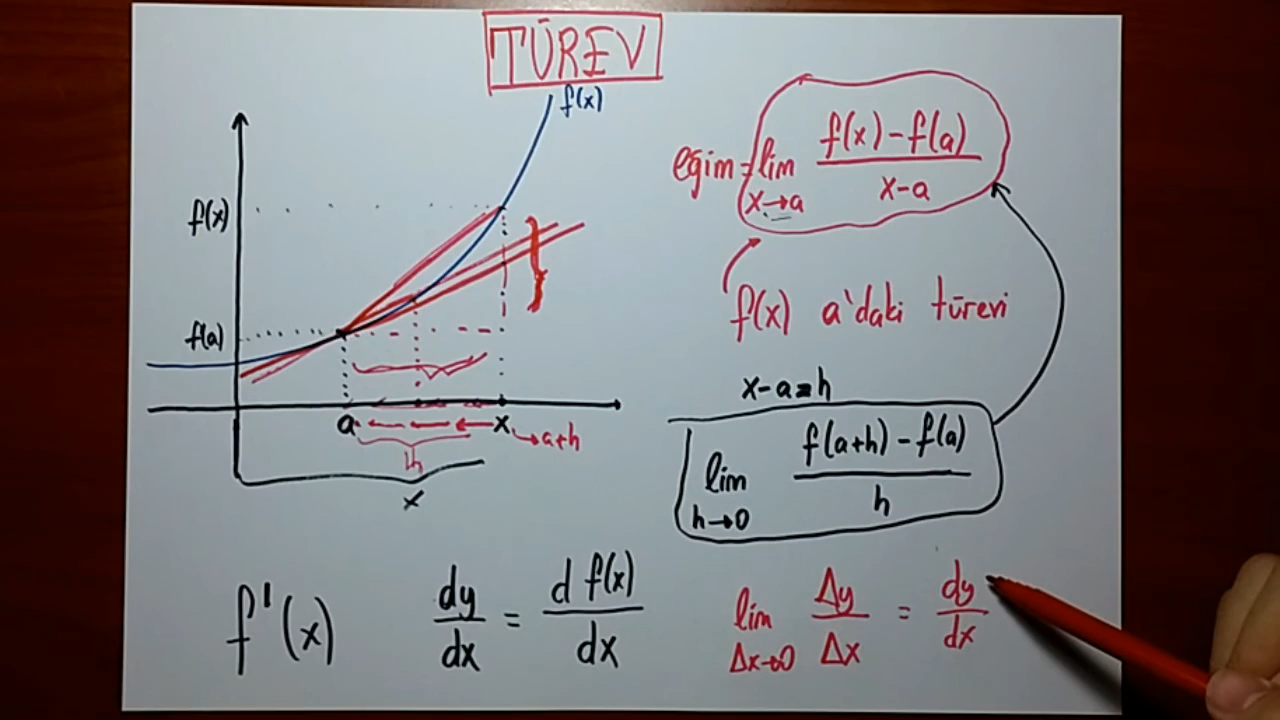 TÜREV
f(x)
f(x)
f(a)
a
x
→a+h
h
x
eğim = lim x→a f(x)-f(a) / x-a
f(x) a'daki türevi
x-a=h
lim h→0 f(a+h)-f(a) / h
f'(x)
dy/dx = d f(x)/dx
lim Δx→0 Δy/Δx = dy/dx